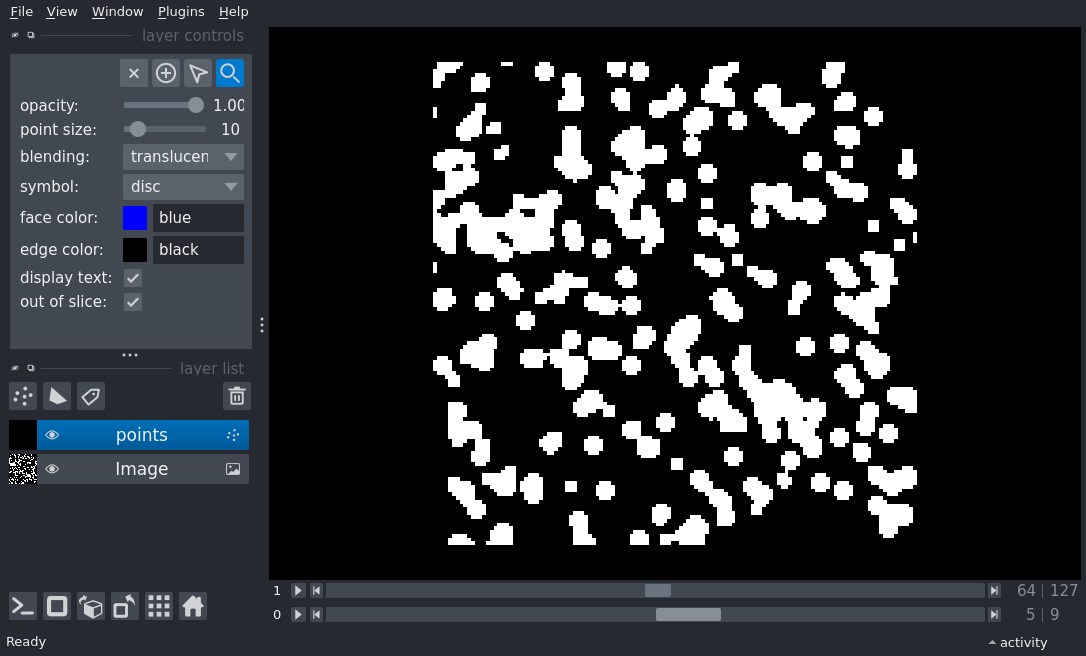 File View Window Plugins Help
layer controls
opacity: 1.00
point size: 10
blending: translucen
symbol: disc
face color: blue
edge color: black
display text:
out of slice:
layer list
points
Image
1 64 127
0 5 9
Ready activity